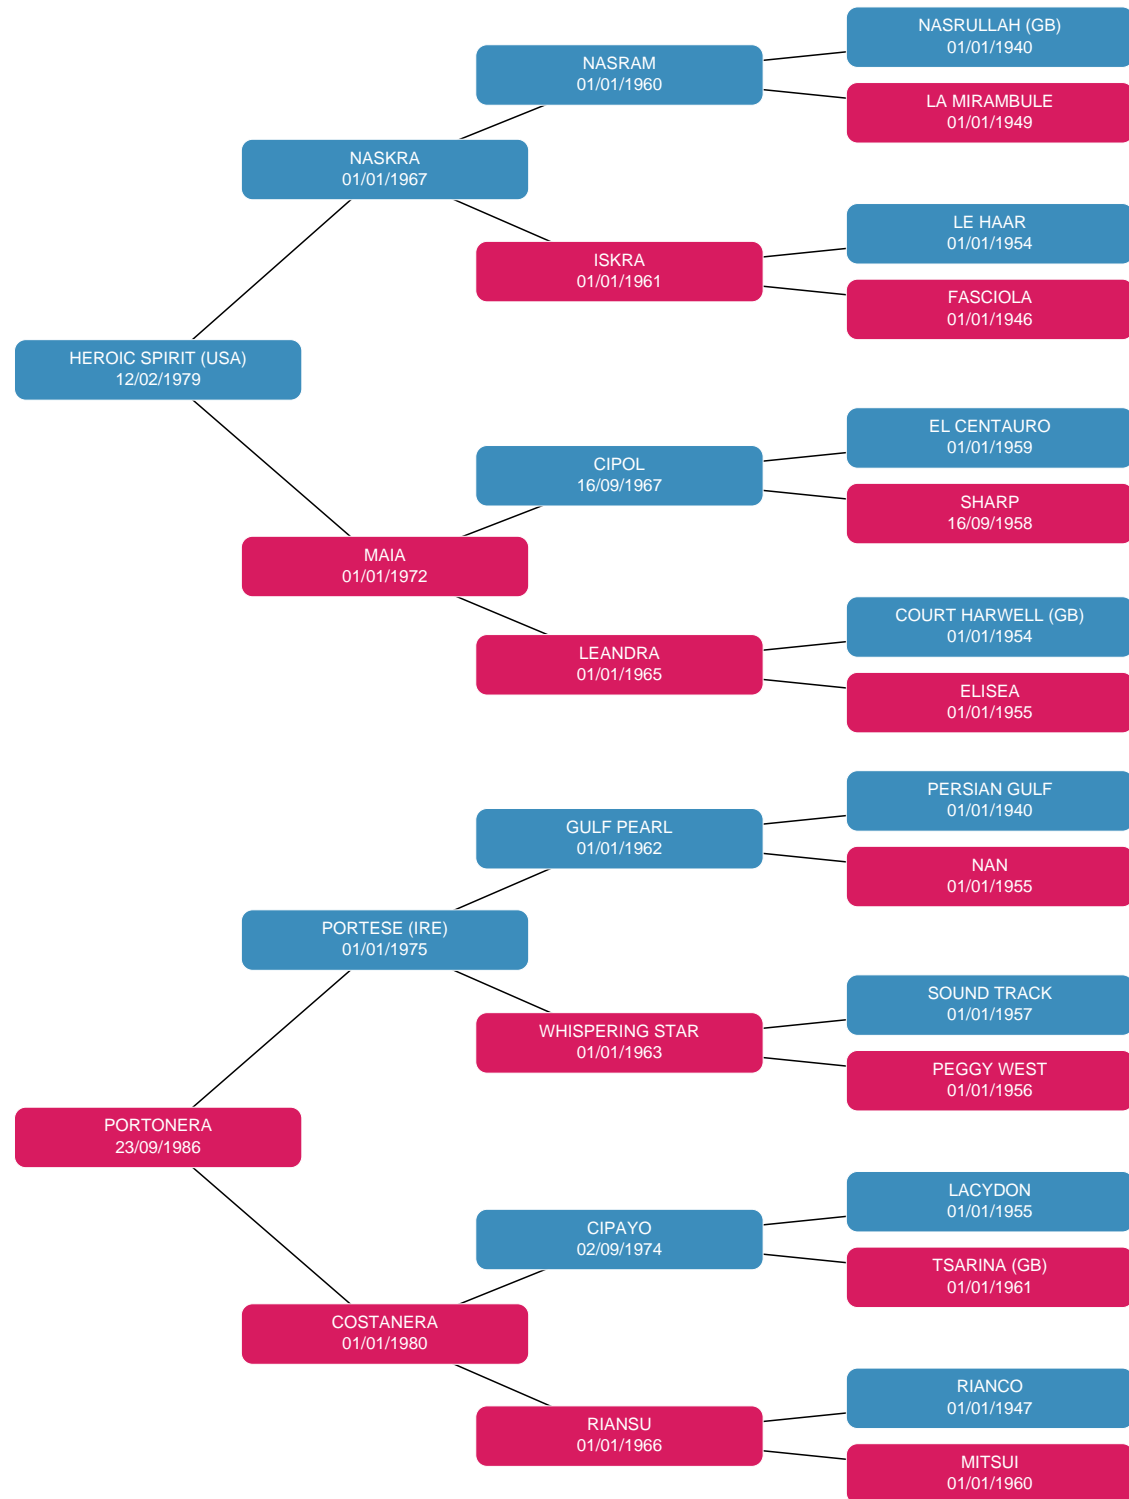 NASRULLAH (GB)
01/01/1940
NASRAM
01/01/1960
LA MIRAMBULE
01/01/1949
NASKRA
01/01/1967
LE HAAR
01/01/1954
ISKRA
01/01/1961
FASCIOLA
01/01/1946
HEROIC SPIRIT (USA)
12/02/1979
EL CENTAURO
01/01/1959
CIPOL
16/09/1967
SHARP
16/09/1958
MAIA
01/01/1972
COURT HARWELL (GB)
01/01/1954
LEANDRA
01/01/1965
ELISEA
01/01/1955
PERSIAN GULF
01/01/1940
GULF PEARL
01/01/1962
NAN
01/01/1955
PORTESE (IRE)
01/01/1975
SOUND TRACK
01/01/1957
WHISPERING STAR
01/01/1963
PEGGY WEST
01/01/1956
PORTONERA
23/09/1986
LACYDON
01/01/1955
CIPAYO
02/09/1974
TSARINA (GB)
01/01/1961
COSTANERA
01/01/1980
RIANCO
01/01/1947
RIANSU
01/01/1966
MITSUI
01/01/1960